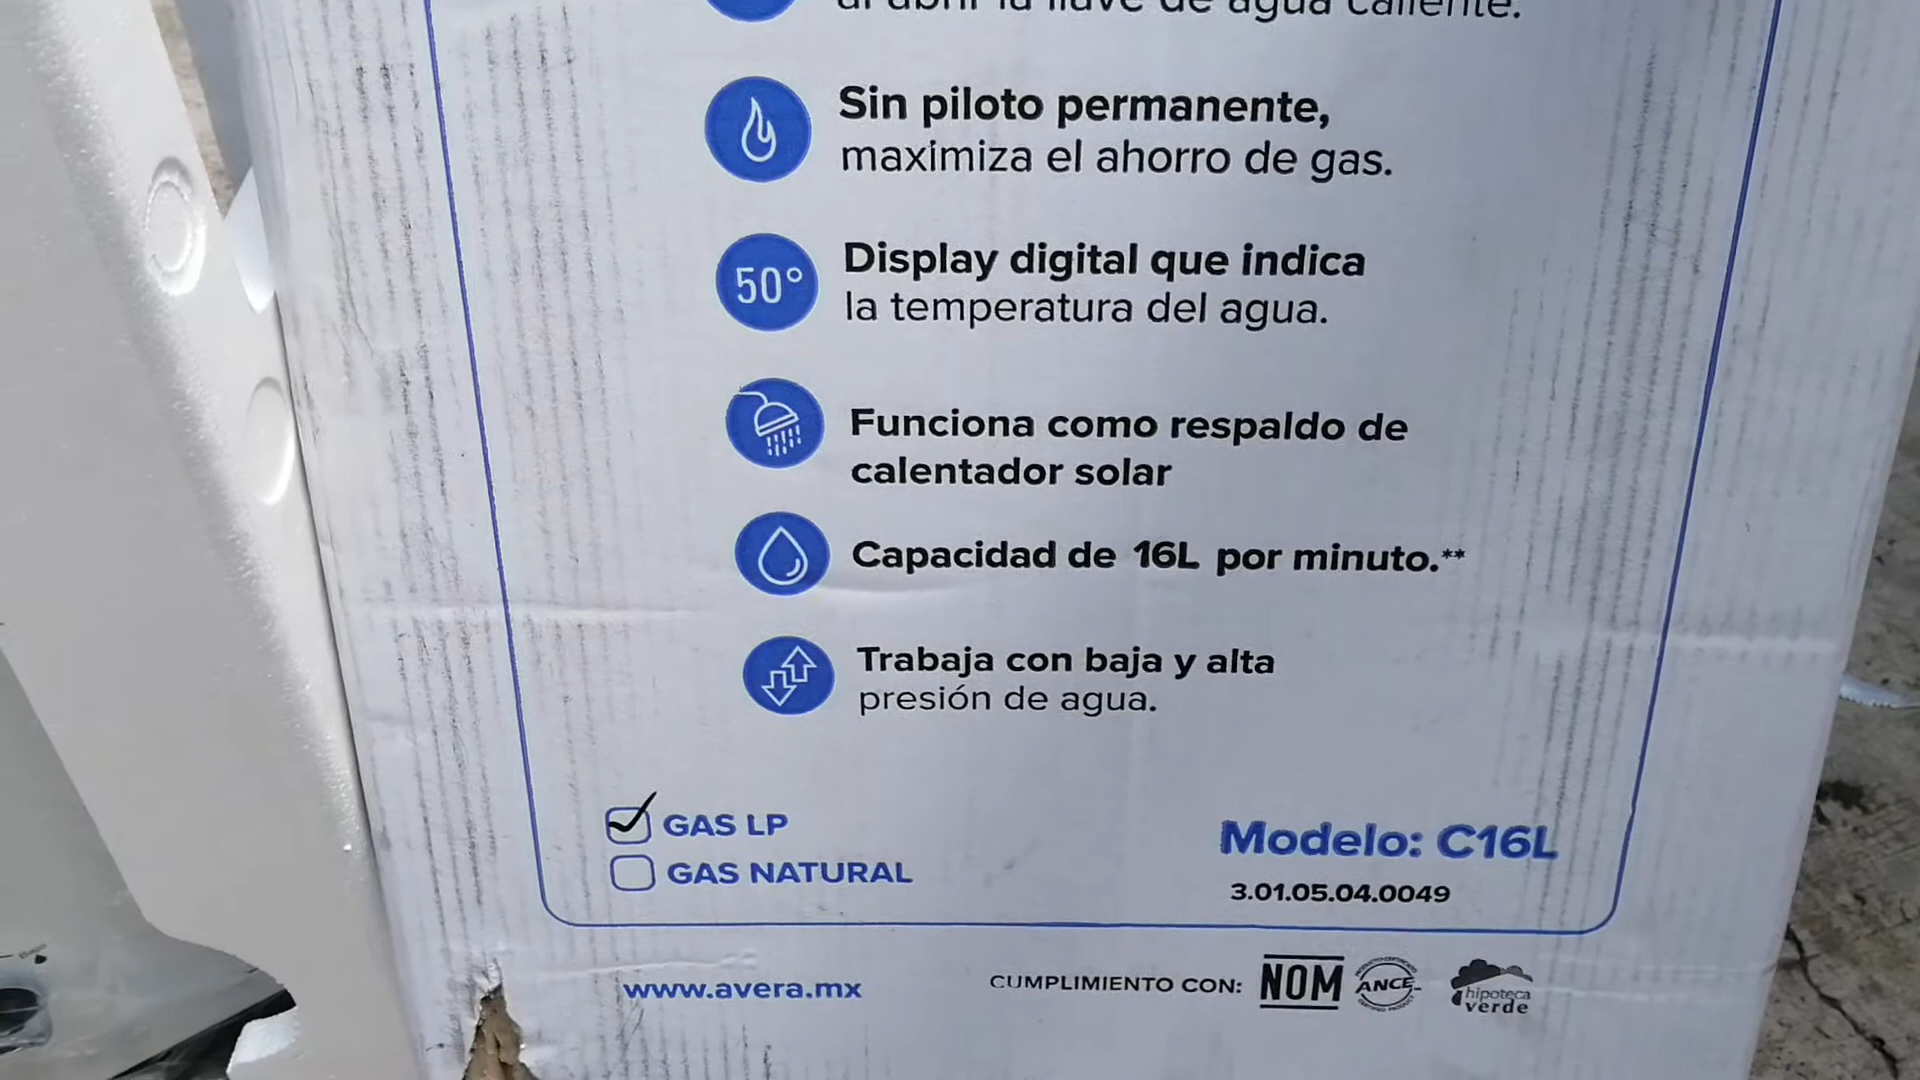 al abrir la llave de agua caliente.
Sin piloto permanente,
maximiza el ahorro de gas.
50°
Display digital que indica
la temperatura del agua.
Funciona como respaldo de
calentador solar
Capacidad de 16L por minuto.**
Trabaja con baja y alta
presión de agua.
GAS LP
GAS NATURAL
Modelo: C16L
3.01.05.04.0049
www.avera.mx
CUMPLIMIENTO CON:
NOM
ANCE
hipoteca
verde